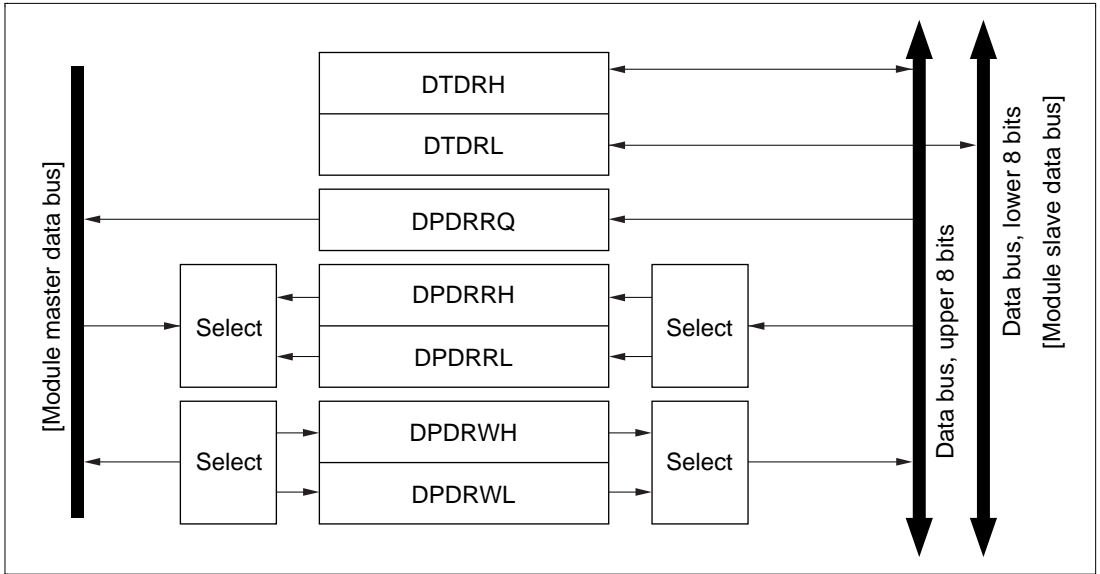 [Module master data bus]
DTDRH
DTDRL
DPDRRQ
Select
DPDRRH
DPDRRL
Select
Select
DPDRWH
DPDRWL
Select
Data bus, upper 8 bits
Data bus, lower 8 bits
[Module slave data bus]